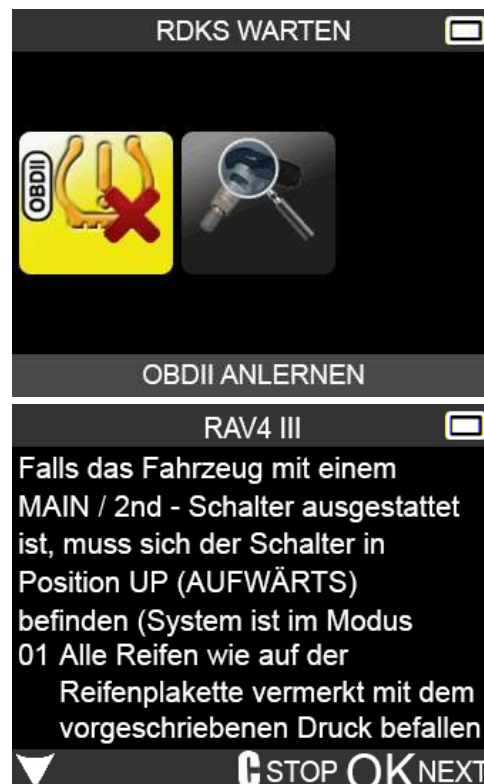 RDKS WARTEN
OBDII
OBDII ANLERNEN
RAV4 III
Falls das Fahrzeug mit einem
MAIN / 2nd - Schalter ausgestattet
ist, muss sich der Schalter in
Position UP (AUFWÄRTS)
befinden (System ist im Modus
01 Alle Reifen wie auf der
Reifenplakette vermerkt mit dem
vorgeschriebenen Druck befallen
C STOP OK NEXT